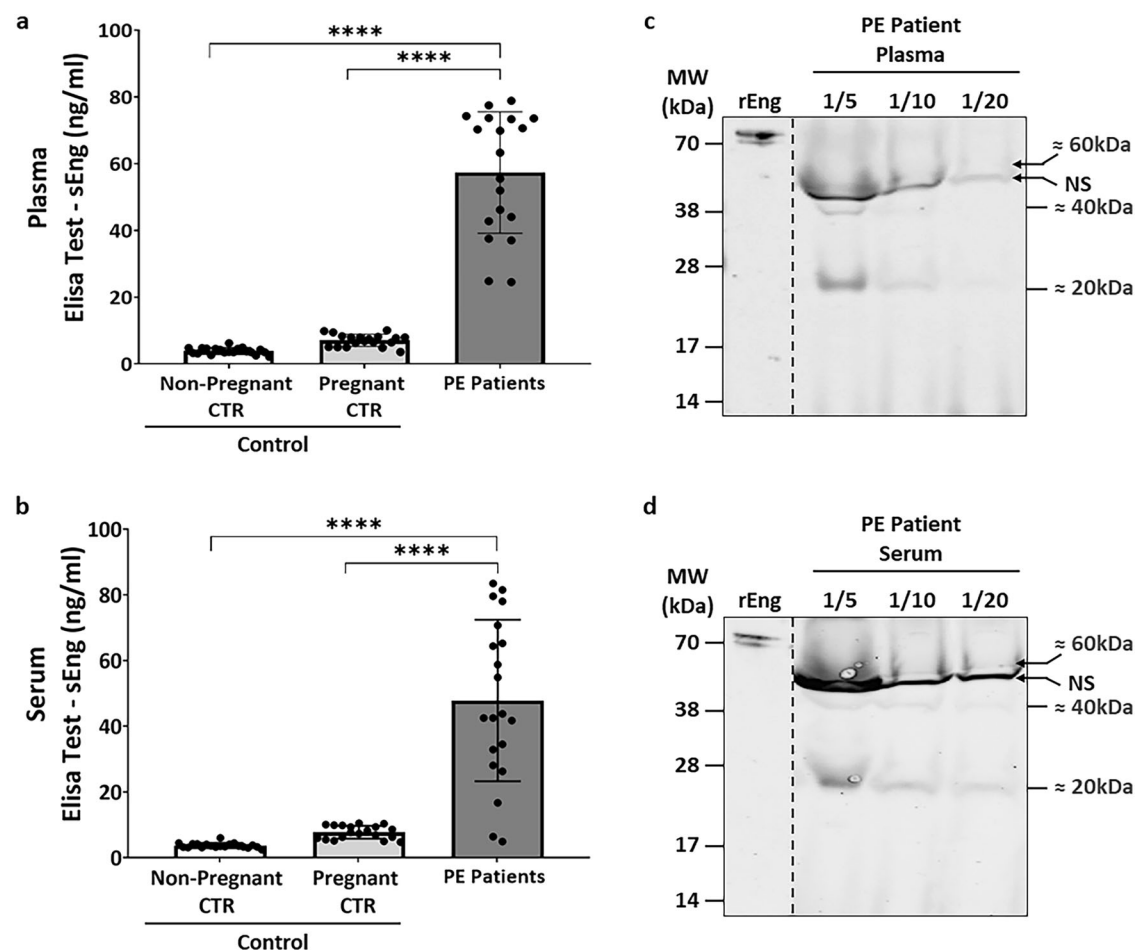 a
Plasma
Elisa Test - sEng (ng/ml)
100
80
60
40
20
0
****
****
Non-Pregnant
CTR
Pregnant
CTR
PE Patients
Control
c
PE Patient
Plasma
MW
(kDa)
rEng
1/5
1/10
1/20
70
38
28
17
14
≈ 60kDa
NS
≈ 40kDa
≈ 20kDa
b
Serum
Elisa Test - sEng (ng/ml)
100
80
60
40
20
0
****
****
Non-Pregnant
CTR
Pregnant
CTR
PE Patients
Control
d
PE Patient
Serum
MW
(kDa)
rEng
1/5
1/10
1/20
70
38
28
17
14
≈ 60kDa
NS
≈ 40kDa
≈ 20kDa